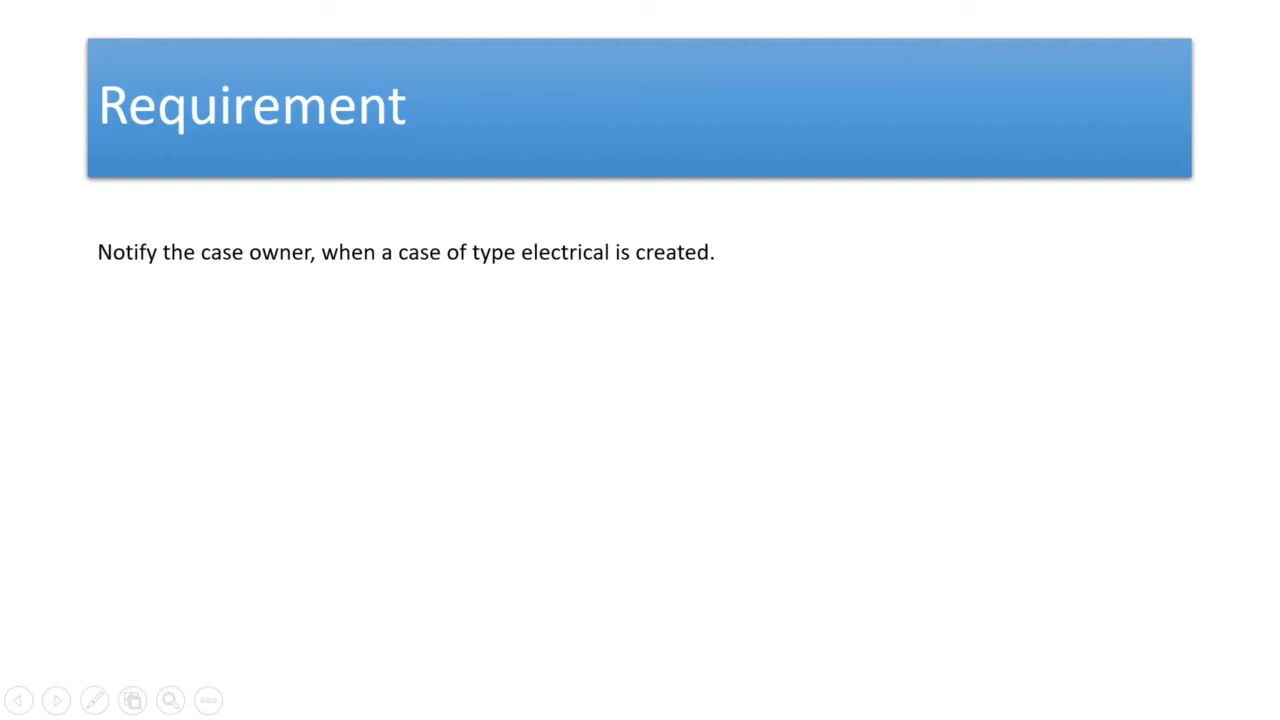 Requirement
Notify the case owner, when a case of type electrical is created.